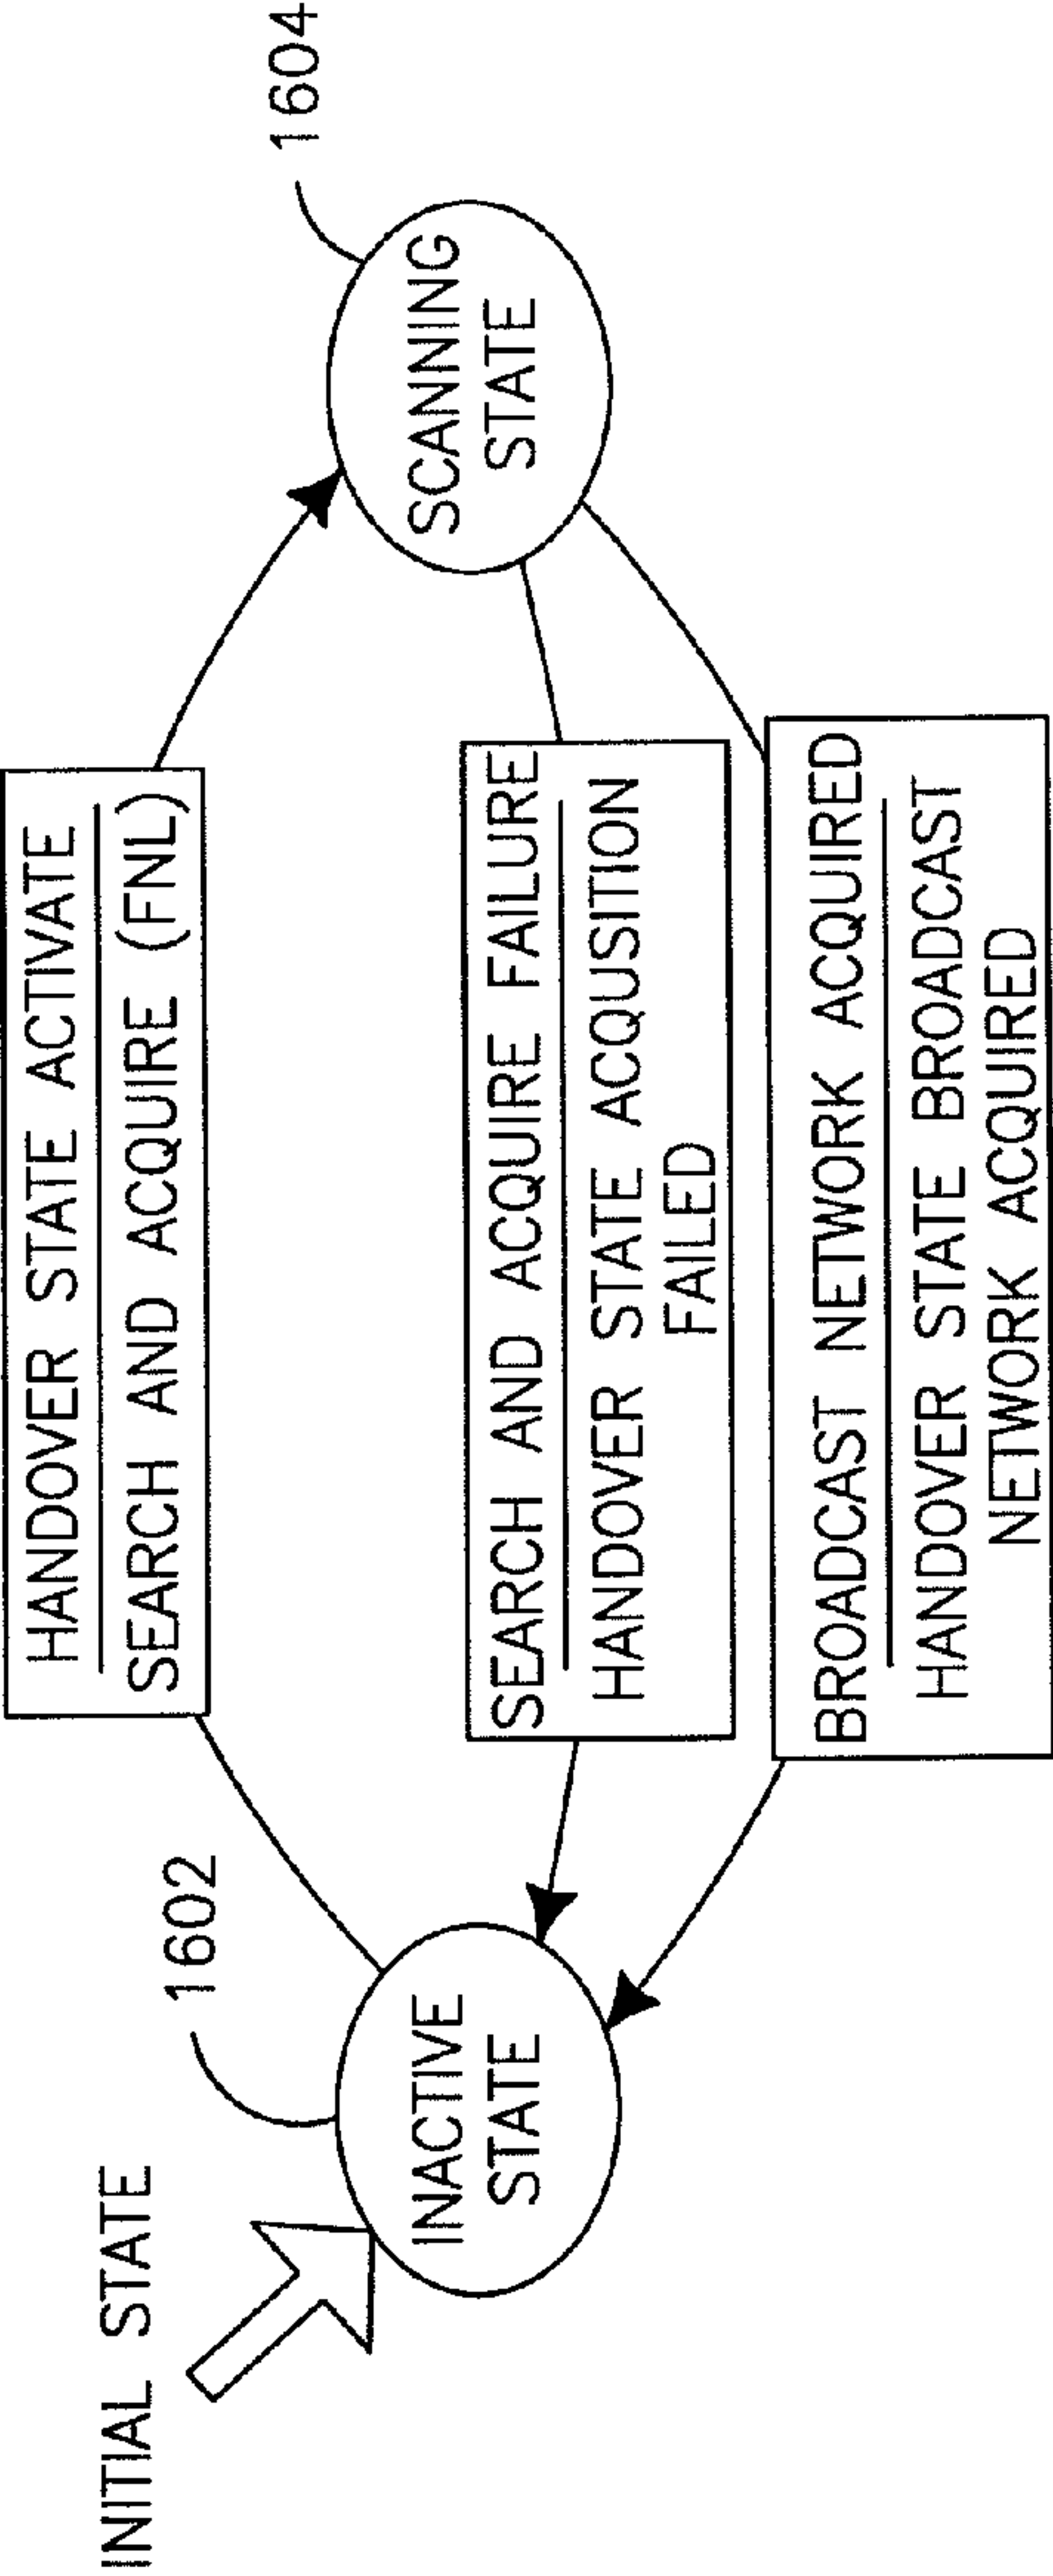 INITIAL STATE
1602
INACTIVE
STATE
HANDOVER STATE ACTIVATE
SEARCH AND ACQUIRE (FNL)
SEARCH AND ACQUIRE FAILURE
HANDOVER STATE ACQUSITION
FAILED
BROADCAST NETWORK ACQUIRED
HANDOVER STATE BROADCAST
NETWORK ACQUIRED
1604
SCANNING
STATE